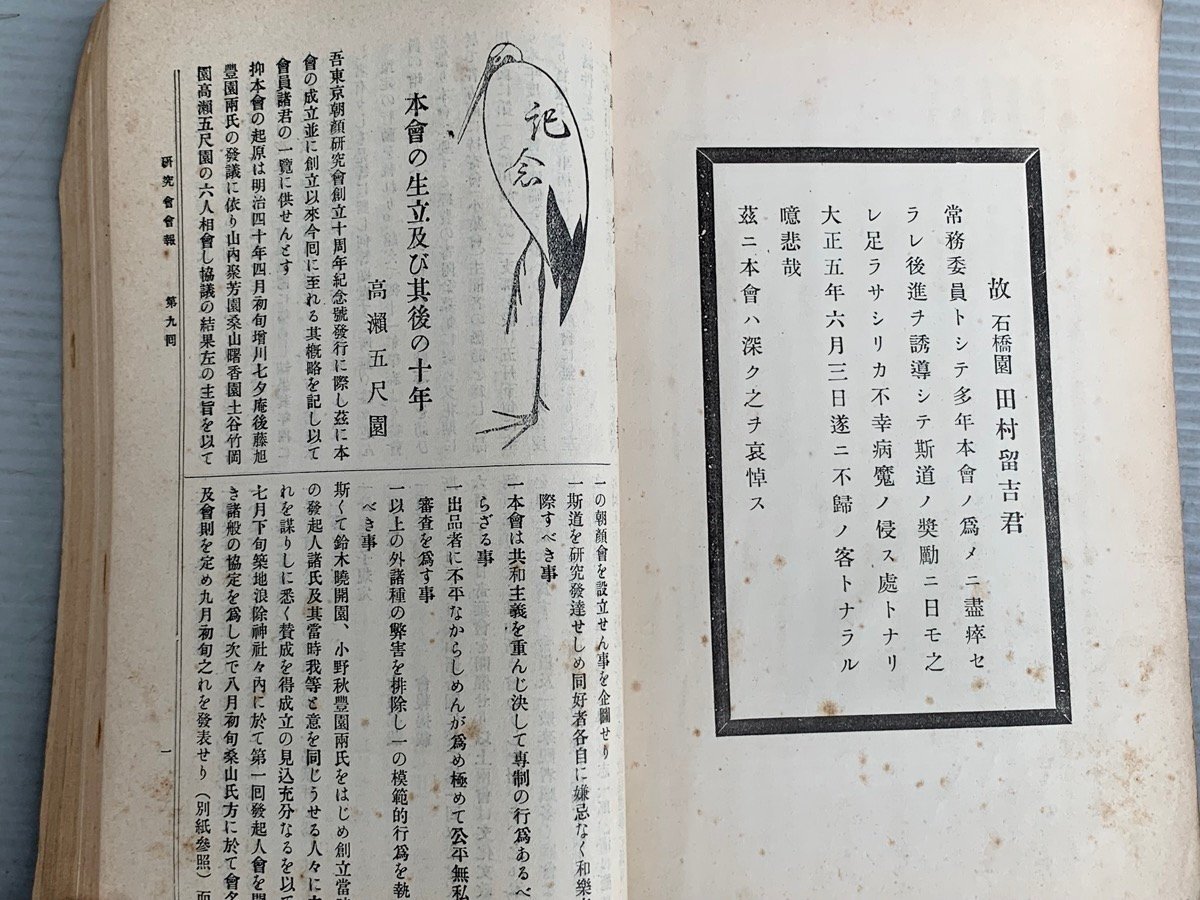 故 石橋園 田村留吉君
常務委員トシテ多年本會ノ爲メニ盡瘁セ
ラレ後進ヲ誘導シテ斯道ノ奬勵ニ日モ之
レ足ラサシリカ不幸病魔ノ侵ス處トナリ
大正五年六月三日遂ニ不歸ノ客トナラル
噫悲哉
茲ニ本會ハ深ク之ヲ哀悼ス
記念
本會の生立及び其後の十年
高瀬五尺園
吾東京朝顔研究會創立十周年紀念號發行に際し茲に本
會の成立並に創立以來今回に至れる其概略を記し以て
會員諸君の一覽に供せんとす
抑本會の起原は明治四十年四月初旬增川七夕庵後藤旭
豐園兩氏の發議に依り山內聚芳園桑山曙香園土谷竹岡
園高瀬五尺園の六人相會し協議の結果左の主旨を以て
一の朝顔會を設立せん事を企圖せり
一斯道を研究發達せしめ同好者各自に嫌忌なく和樂
際すべき事
一本會は共和主義を重んじ決して專制の行爲あるべ
らざる事
一出品者に不平なからしめんが爲め極めて公平無私
審査を爲す事
一以上の外諸種の弊害を排除し一の模範的行爲を執
べき事
斯くて鈴木曉開園、小野秋豐園兩氏をはじめ創立當
の發起人諸氏及其當時我等と意を同じうせる人々に
れを謀りしに悉く賛成を得成立の見込充分なるを以
七月下旬築地浪除神社々內に於て第一回發起人會を
き諸般の協定を爲し次で八月初旬桑山氏方に於て會名
及會則を定め九月初旬之れを發表せり（別紙參照）而
研究會會報 第九回
一